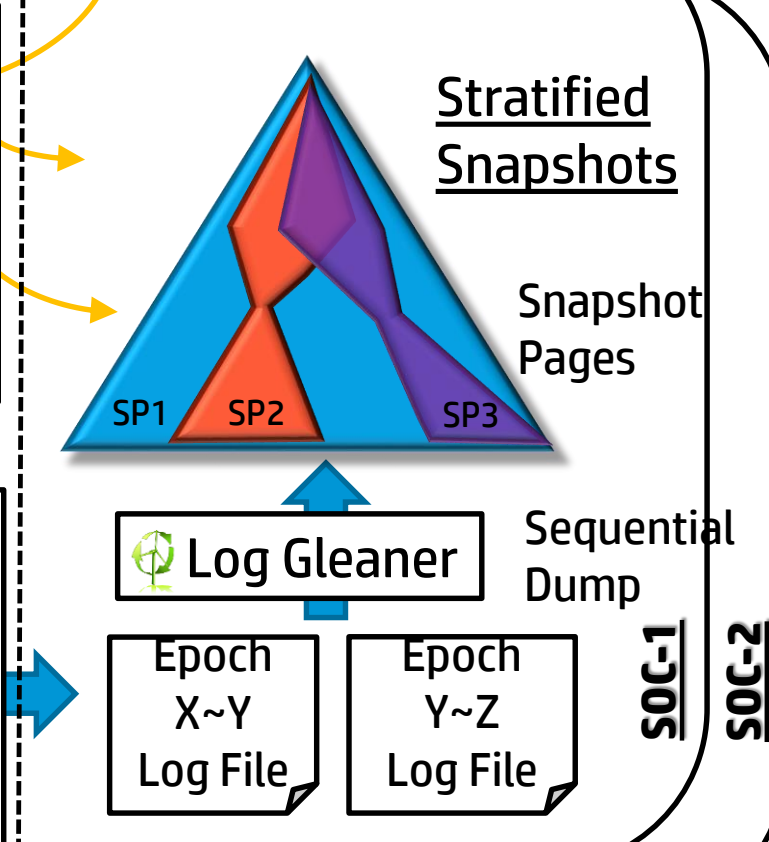 Stratified
Snapshots
Snapshot
Pages
SP1
SP2
SP3
Log Gleaner
Sequential
Dump
Epoch
X~Y
Log File
Epoch
Y~Z
Log File
SOC-1
SOC-2